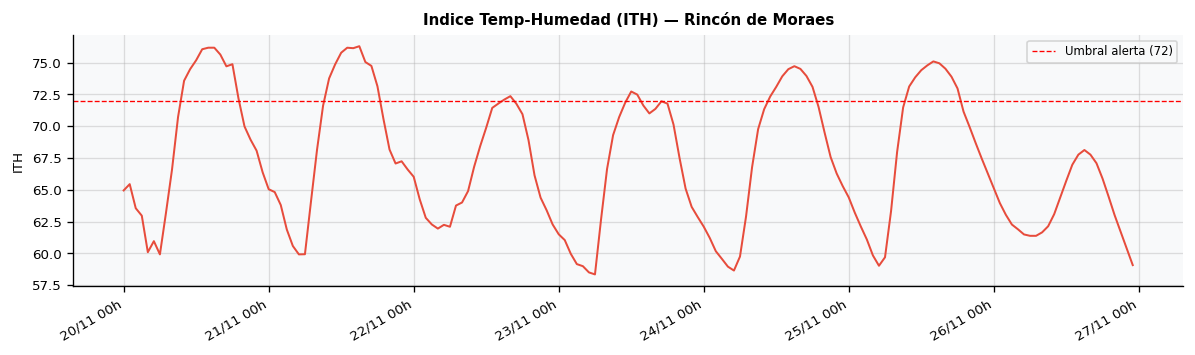 Indice Temp-Humedad (ITH) — Rincón de Moraes
Umbral alerta (72)
ITH
75.0
72.5
70.0
67.5
65.0
62.5
60.0
57.5
20/11 00h
21/11 00h
22/11 00h
23/11 00h
24/11 00h
25/11 00h
26/11 00h
27/11 00h